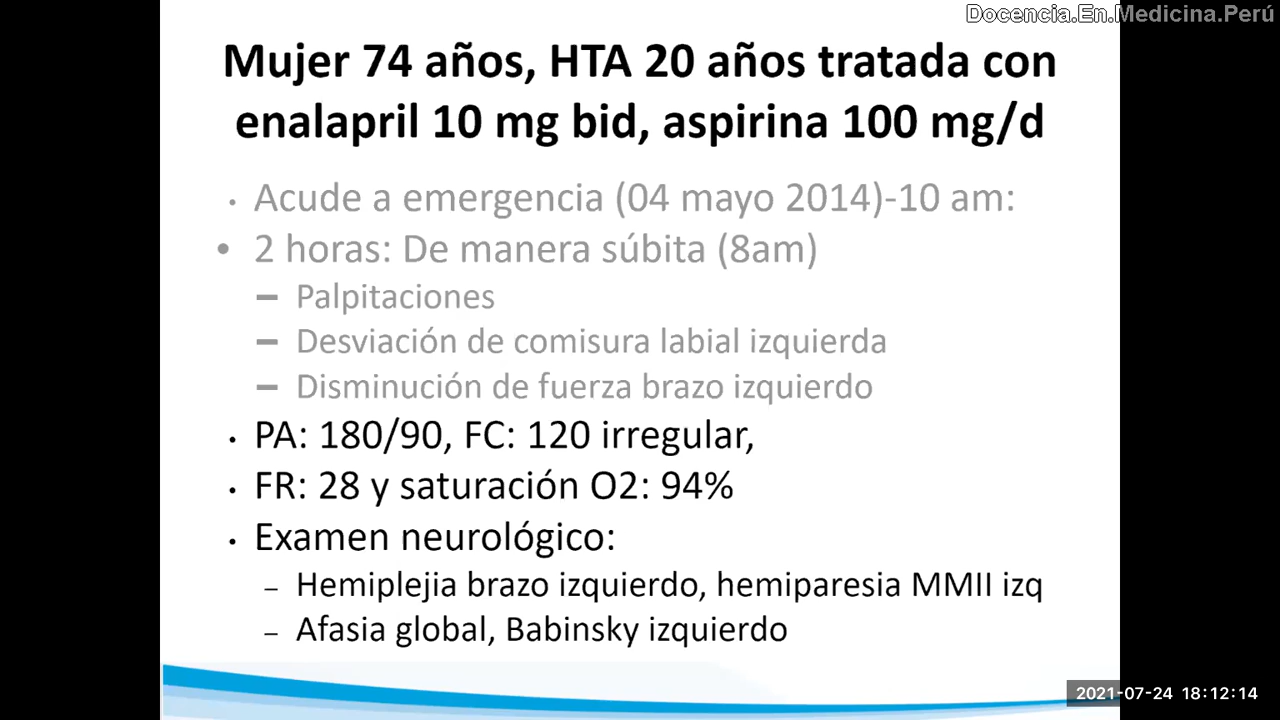 Docencia.En.Medicina.Perú
Mujer 74 años, HTA 20 años tratada con
enalapril 10 mg bid, aspirina 100 mg/d
• Acude a emergencia (04 mayo 2014)-10 am:
• 2 horas: De manera súbita (8am)
– Palpitaciones
– Desviación de comisura labial izquierda
– Disminución de fuerza brazo izquierdo
• PA: 180/90, FC: 120 irregular,
• FR: 28 y saturación O2: 94%
• Examen neurológico:
– Hemiplejia brazo izquierdo, hemiparesia MMII izq
– Afasia global, Babinsky izquierdo
2021-07-24 18:12:14